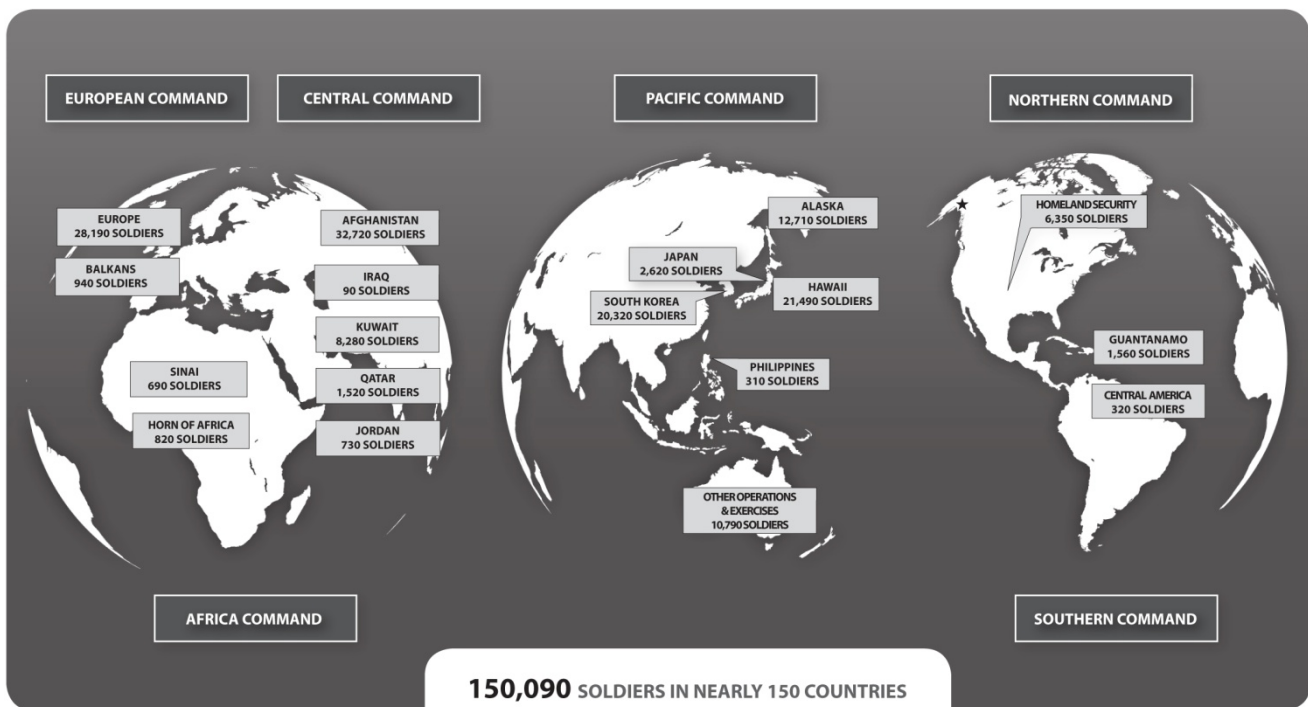 EUROPEAN COMMAND
CENTRAL COMMAND
PACIFIC COMMAND
NORTHERN COMMAND
EUROPE
28,190 SOLDIERS
BALKANS
940 SOLDIERS
SINAI
690 SOLDIERS
HORN OF AFRICA
820 SOLDIERS
AFGHANISTAN
32,720 SOLDIERS
IRAQ
90 SOLDIERS
KUWAIT
8,280 SOLDIERS
QATAR
1,520 SOLDIERS
JORDAN
730 SOLDIERS
ALASKA
12,710 SOLDIERS
JAPAN
2,620 SOLDIERS
HAWAII
21,490 SOLDIERS
SOUTH KOREA
20,320 SOLDIERS
PHILIPPINES
310 SOLDIERS
OTHER OPERATIONS
& EXERCISES
10,790 SOLDIERS
HOMELAND SECURITY
6,350 SOLDIERS
GUANTANAMO
1,560 SOLDIERS
CENTRAL AMERICA
320 SOLDIERS
AFRICA COMMAND
SOUTHERN COMMAND
150,090 SOLDIERS IN NEARLY 150 COUNTRIES